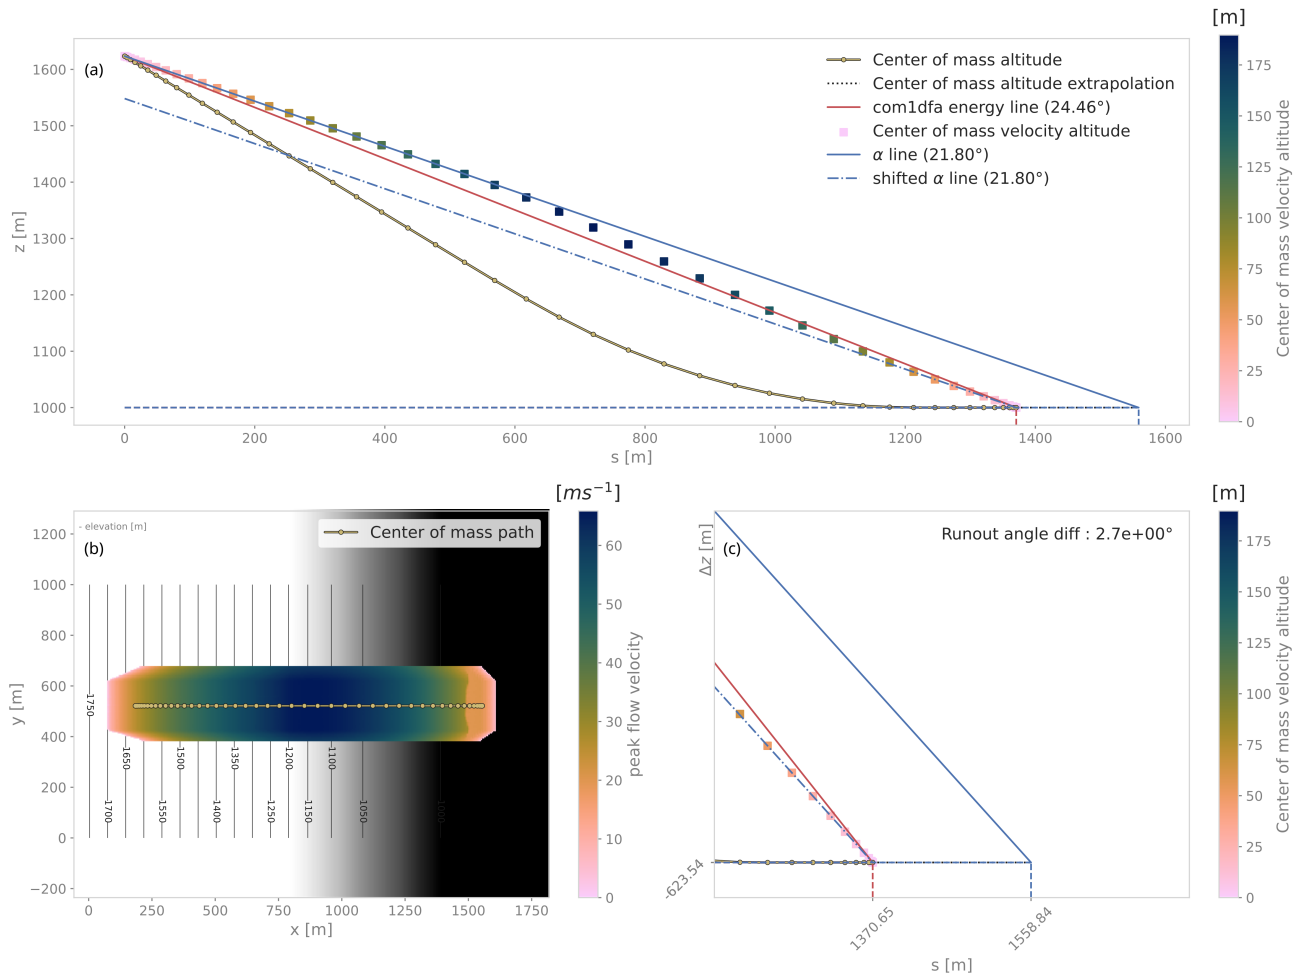 [m]
(a)
Center of mass altitude
Center of mass altitude extrapolation
com1dfa energy line (24.46°)
Center of mass velocity altitude
α line (21.80°)
shifted α line (21.80°)
1600
1500
1400
1300
1200
1100
1000
z [m]
0 200 400 600 800 1000 1200 1400 1600
s [m]
175
150
125
100
75
50
25
0
Center of mass velocity altitude
[ms⁻¹]
- elevation [m]
(b)
Center of mass path
1200
1000
800
600
400
200
0
−200
y [m]
0 250 500 750 1000 1250 1500 1750
x [m]
1750
1700
1650
1550
1500
1400
1350
1250
1200
1150
1100
1050
1000
60
50
40
30
20
10
0
peak flow velocity
[m]
Δz [m]
(c)
Runout angle diff : 2.7e+00°
-623.54
1370.65
1558.84
s [m]
175
150
125
100
75
50
25
0
Center of mass velocity altitude